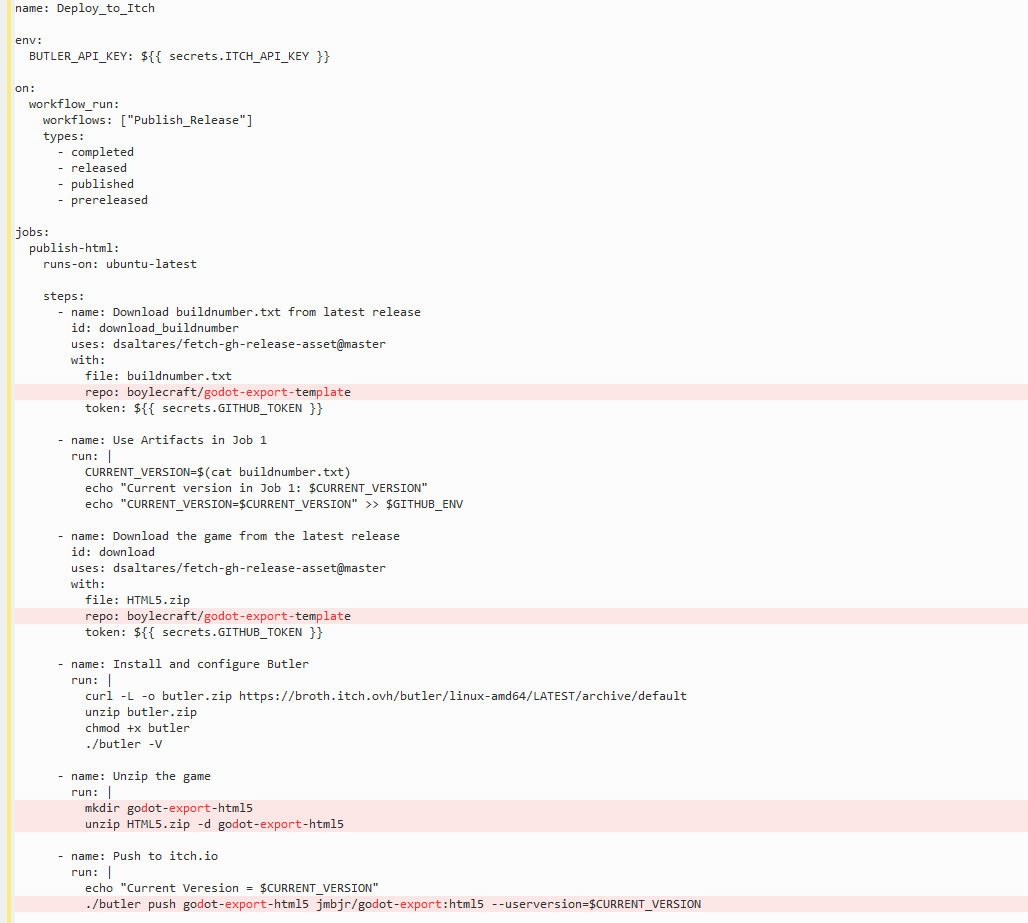 name: Deploy_to_Itch
env:
BUTLER_API_KEY: ${{ secrets.ITCH_API_KEY }}
on:
workflow_run:
workflows: ["Publish_Release"]
types:
- completed
- released
- published
- prereleased
jobs:
publish-html:
runs-on: ubuntu-latest
steps:
- name: Download buildnumber.txt from latest release
id: download_buildnumber
uses: dsaltares/fetch-gh-release-asset@master
with:
file: buildnumber.txt
repo: boylecraft/godot-export-template
token: ${{ secrets.GITHUB_TOKEN }}
- name: Use Artifacts in Job 1
run: |
CURRENT_VERSION=$(cat buildnumber.txt)
echo "Current version in Job 1: $CURRENT_VERSION"
echo "CURRENT_VERSION=$CURRENT_VERSION" >> $GITHUB_ENV
- name: Download the game from the latest release
id: download
uses: dsaltares/fetch-gh-release-asset@master
with:
file: HTML5.zip
repo: boylecraft/godot-export-template
token: ${{ secrets.GITHUB_TOKEN }}
- name: Install and configure Butler
run: |
curl -L -o butler.zip https://broth.itch.ovh/butler/linux-amd64/LATEST/archive/default
unzip butler.zip
chmod +x butler
./butler -V
- name: Unzip the game
run: |
mkdir godot-export-html5
unzip HTML5.zip -d godot-export-html5
- name: Push to itch.io
run: |
echo "Current Veresion = $CURRENT_VERSION"
./butler push godot-export-html5 jmbjr/godot-export:html5 --userversion=$CURRENT_VERSION